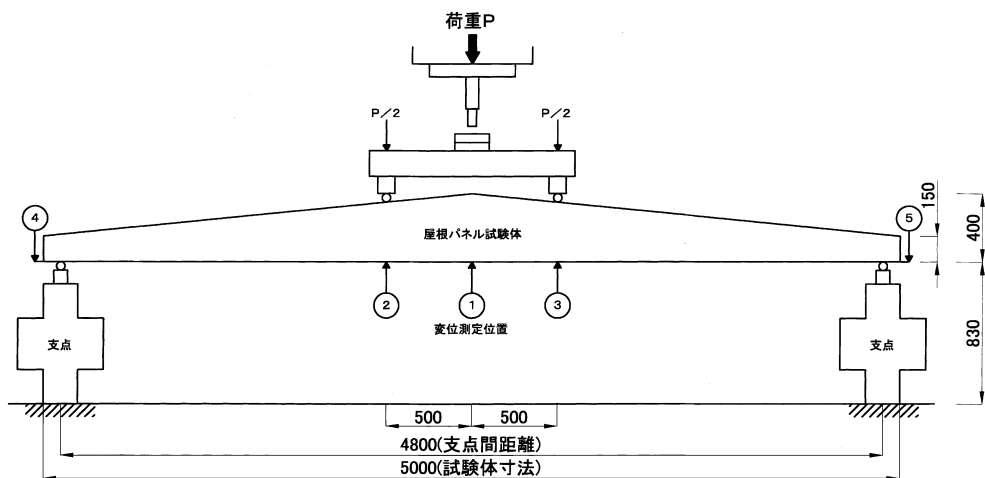 荷重P
P/2
P/2
150
400
④
⑤
屋根パネル試験体
②
①
③
変位測定位置
支点
支点
830
500
500
4800(支点間距離)
5000(試験体寸法)